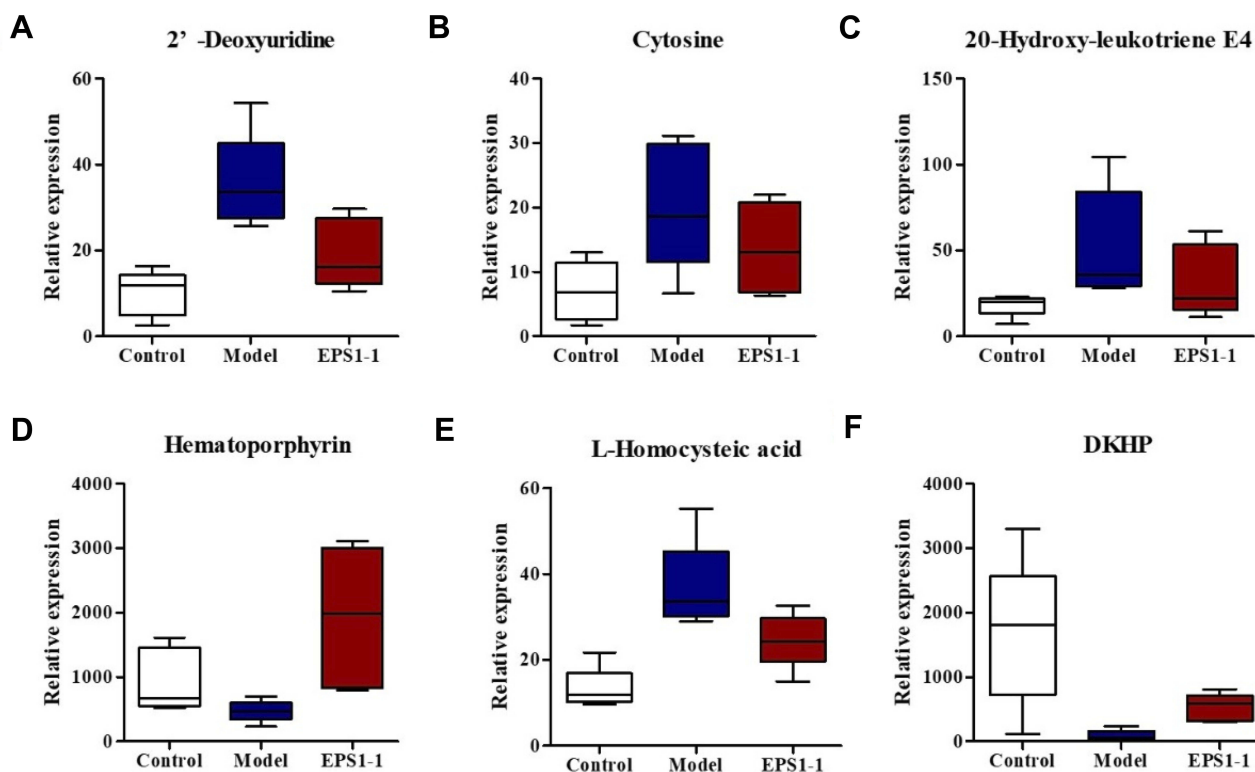 A
2’ -Deoxyuridine
Relative expression
60
40
20
0
Control Model EPS1-1
B
Cytosine
Relative expression
40
30
20
10
0
Control Model EPS1-1
C
20-Hydroxy-leukotriene E4
Relative expression
150
100
50
0
Control Model EPS1-1
D
Hematoporphyrin
Relative expression
4000
3000
2000
1000
0
Control Model EPS1-1
E
L-Homocysteic acid
Relative expression
60
40
20
0
Control Model EPS1-1
F
DKHP
Relative expression
4000
3000
2000
1000
0
Control Model EPS1-1